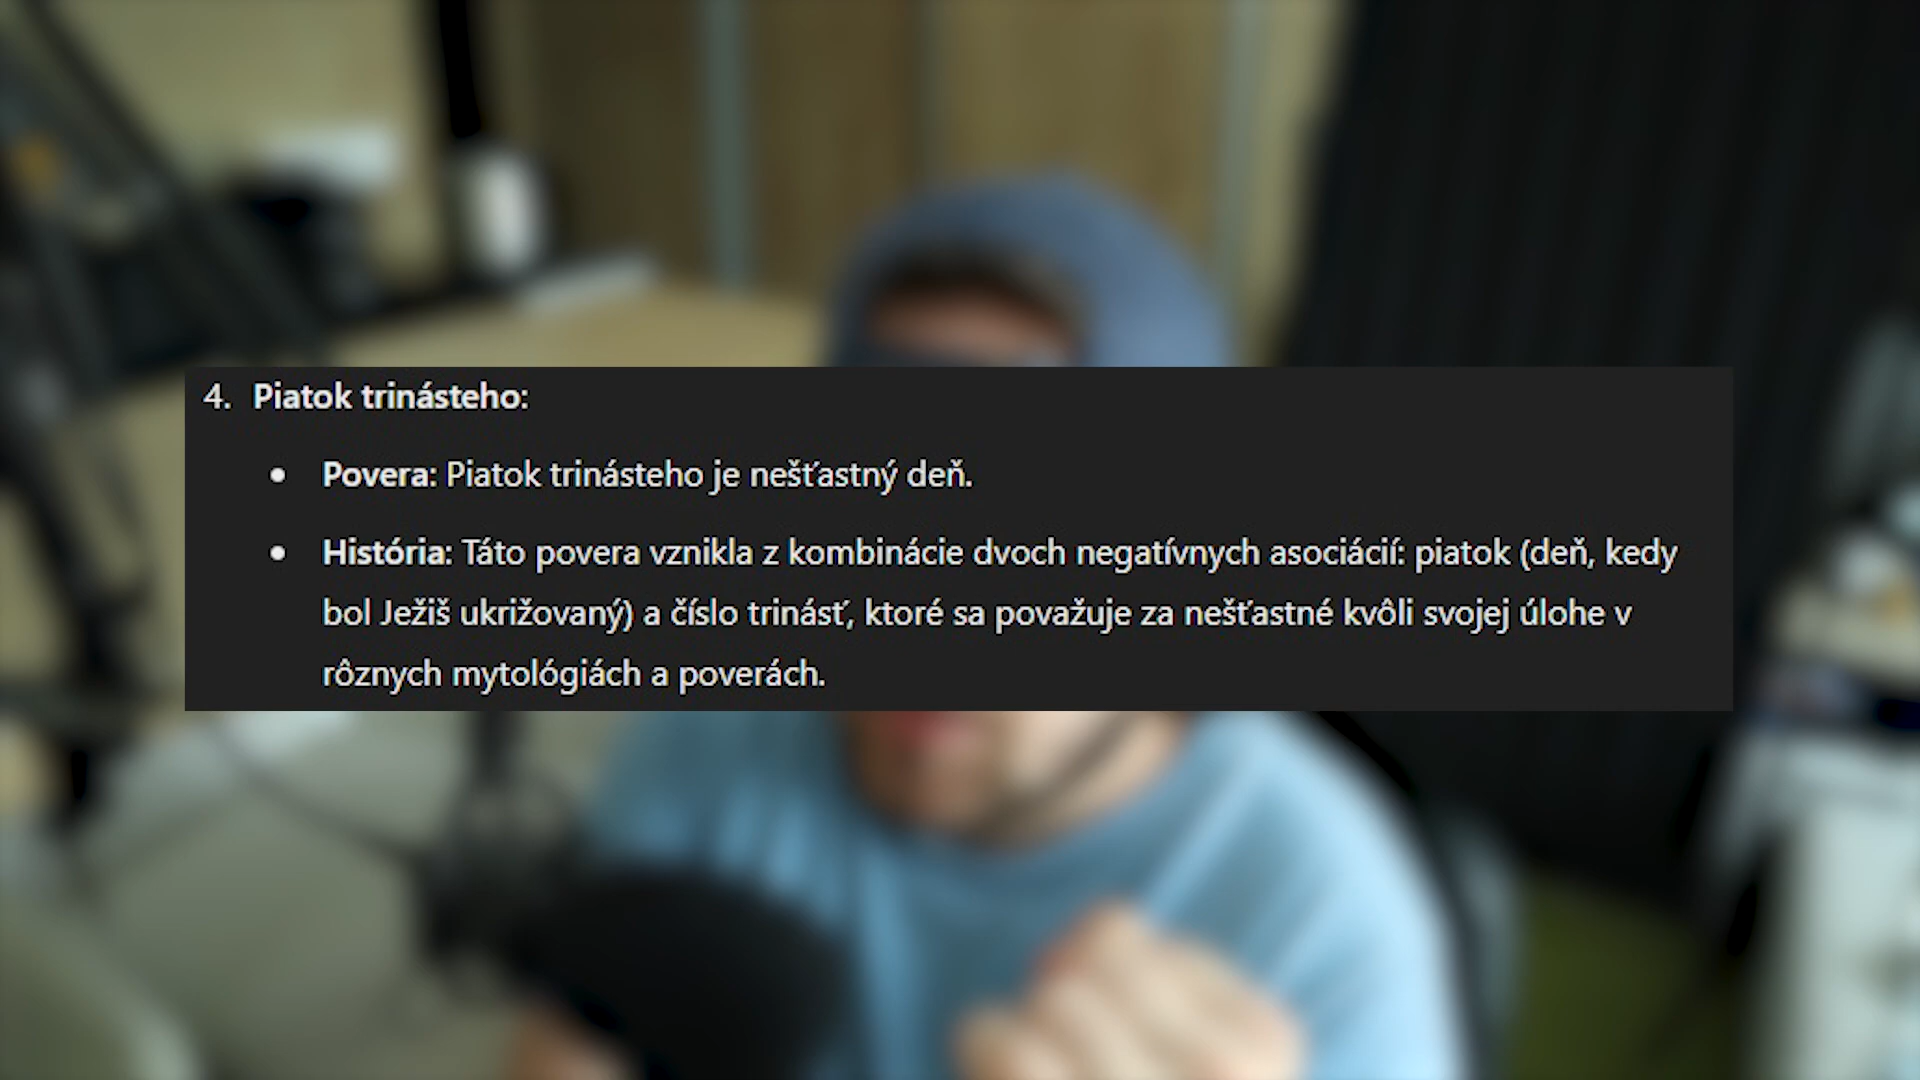 4. Piatok trinásteho:
• Povera: Piatok trinásteho je nešťastný deň.
• História: Táto povera vznikla z kombinácie dvoch negatívnych asociácií: piatok (deň, kedy
bol Ježiš ukrižovaný) a číslo trinásť, ktoré sa považuje za nešťastné kvôli svojej úlohe v
rôznych mytológiách a poverách.